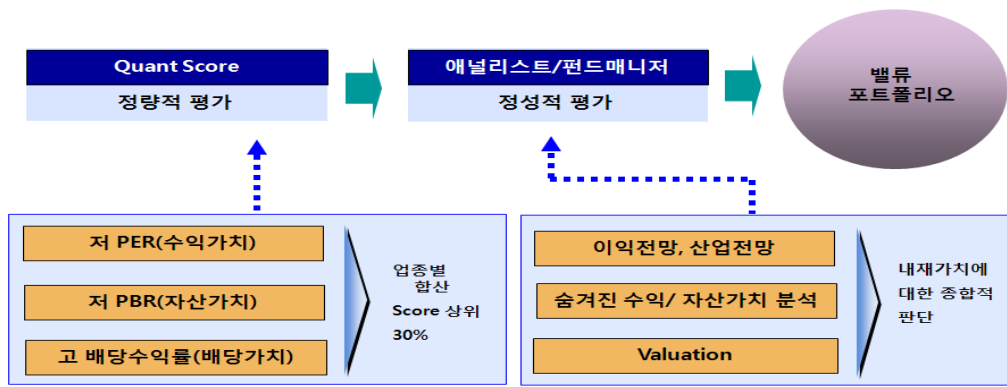 Quant Score
정량적 평가
애널리스트/펀드매니저
정성적 평가
밸류
포트폴리오
저 PER(수익가치)
저 PBR(자산가치)
고 배당수익률(배당가치)
업종별
합산
Score 상위
30%
이익전망, 산업전망
숨겨진 수익/ 자산가치 분석
Valuation
내재가치에
대한 종합적
판단